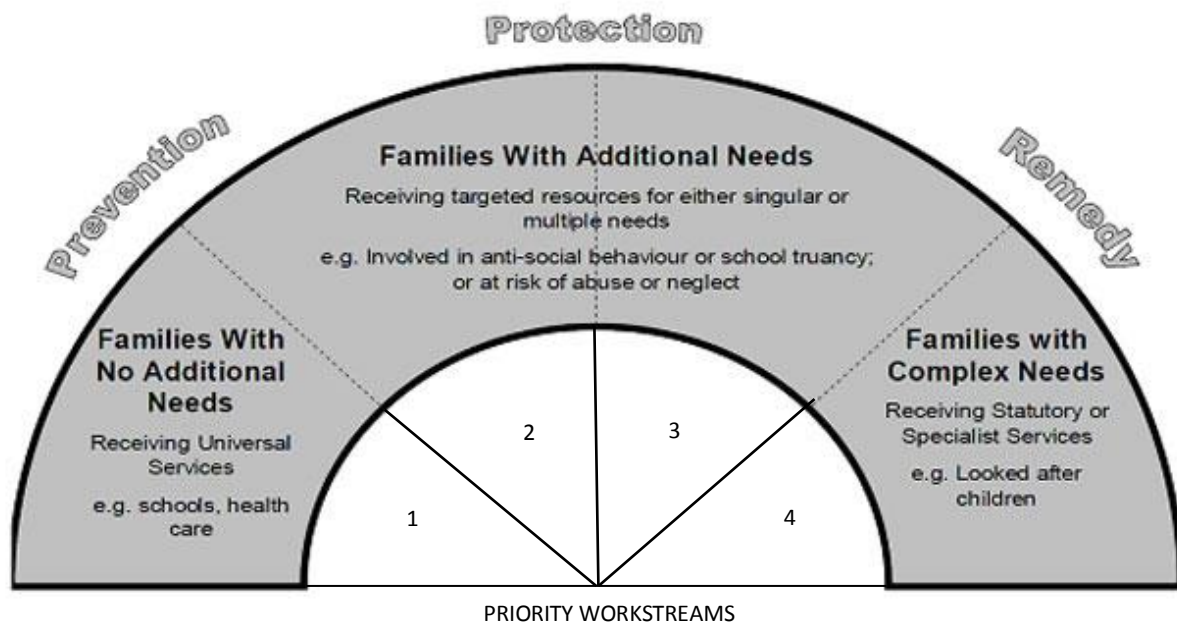 Protection
Prevention
Remedy
Families With Additional Needs
Receiving targeted resources for either singular or
multiple needs
e.g. Involved in anti-social behaviour or school truancy;
or at risk of abuse or neglect
Families With
No Additional
Needs
Receiving Universal
Services
e.g. schools, health
care
Families with
Complex Needs
Receiving Statutory or
Specialist Services
e.g. Looked after
children
1
2
3
4
PRIORITY WORKSTREAMS